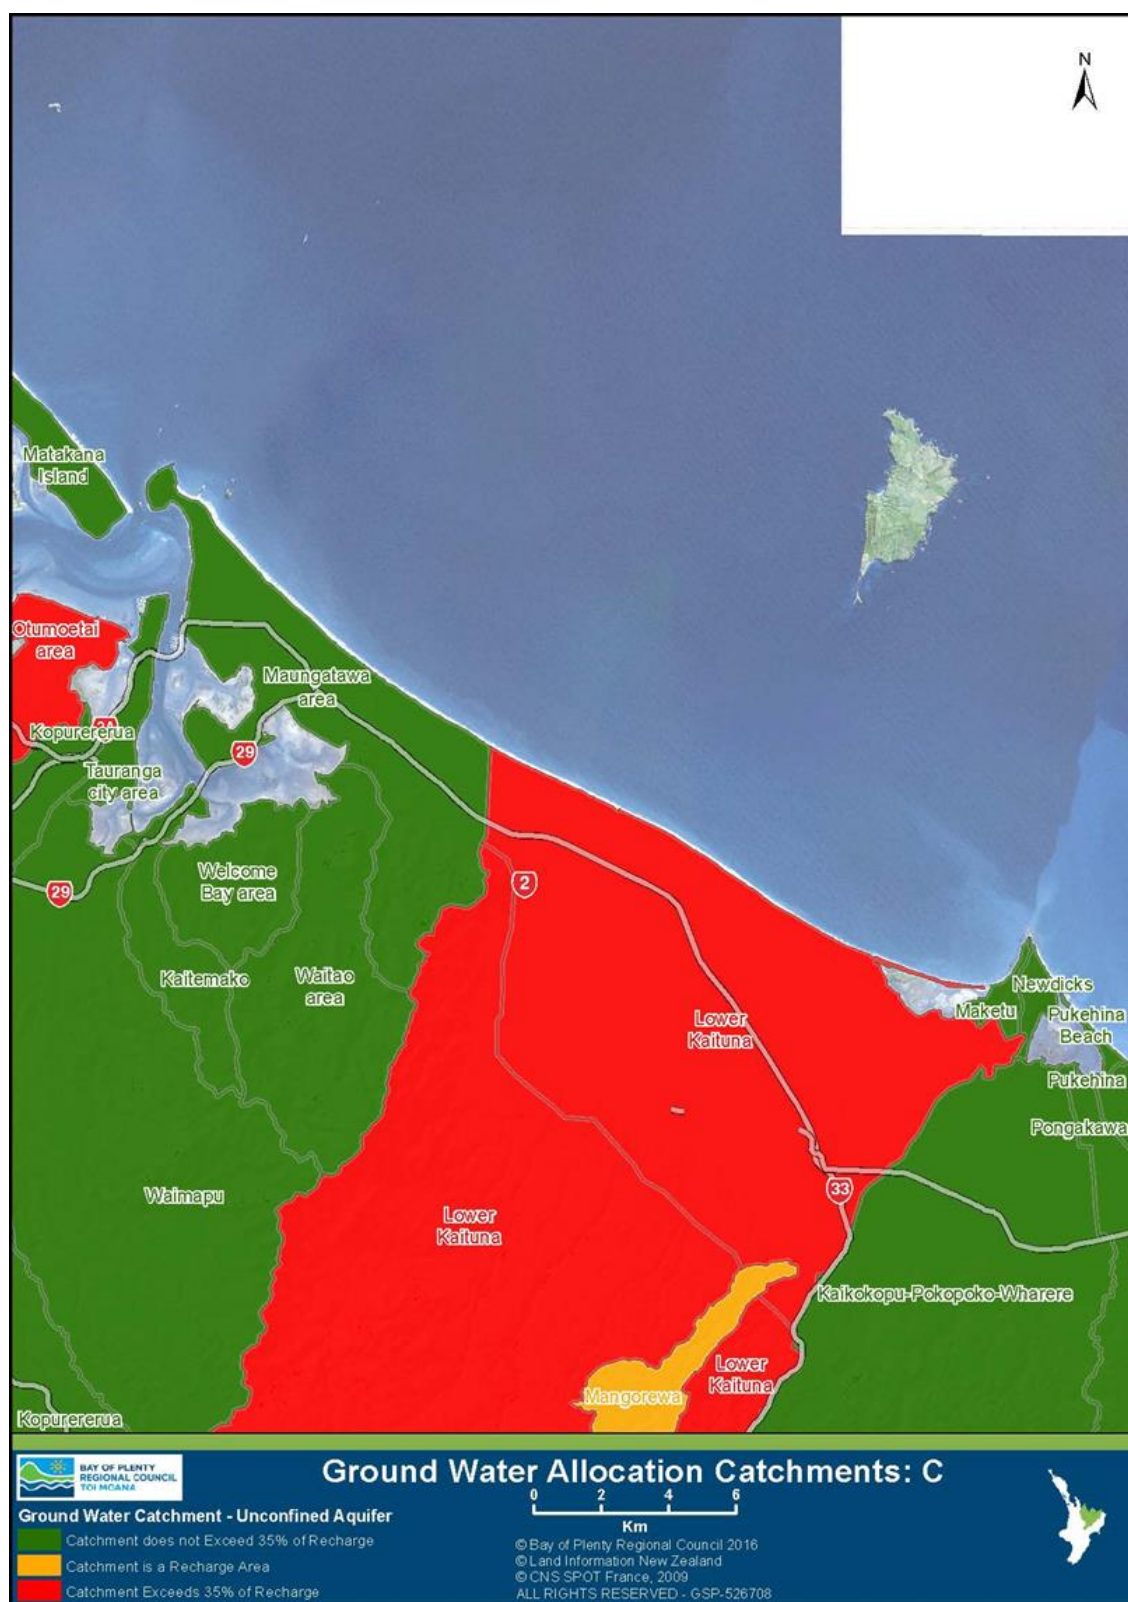 N
Matakana
Island
Otumoetai
area
Maungatawa
area
Kopurererua
2A
29
Tauranga
city area
Welcome
Bay area
29
2
Kaitemako
Waitao
area
Newdicks
Maketu
Pukehina
Beach
Lower
Kaituna
Pukehina
Pongakawa
Waimapu
33
Lower
Kaituna
Kaikokopu-Pokopoko-Wharere
Lower
Kaituna
Mangorewa
Kopurererua
BAY OF PLENTY
REGIONAL COUNCIL
TOI MOANA
Ground Water Allocation Catchments: C
0 2 4 6
Km
Ground Water Catchment - Unconfined Aquifer
Catchment does not Exceed 35% of Recharge
Catchment is a Recharge Area
Catchment Exceeds 35% of Recharge
© Bay of Plenty Regional Council 2016
© Land Information New Zealand
© CNS SPOT France, 2009
ALL RIGHTS RESERVED - GSP-526708